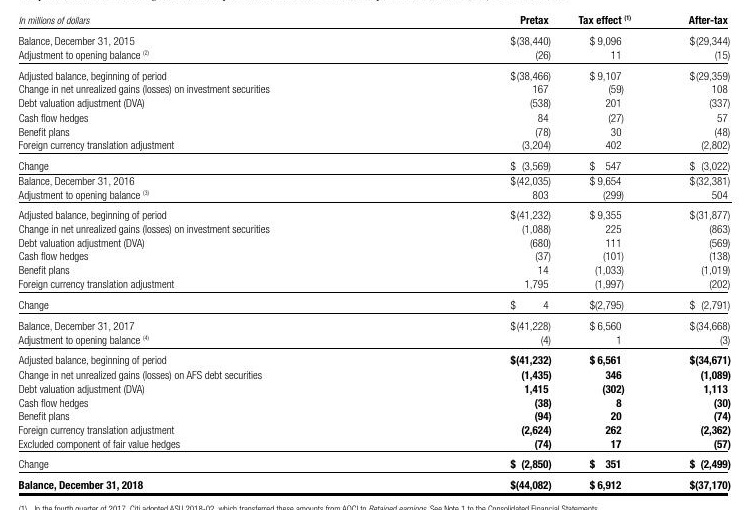 In millions of dollars Pretax Tax effect (1) After-tax
Balance, December 31, 2015 $(38,440) $ 9,096 $(29,344)
Adjustment to opening balance (2) (26) 11 (15)
Adjusted balance, beginning of period $(38,466) $ 9,107 $(29,359)
Change in net unrealized gains (losses) on investment securities 167 (59) 108
Debt valuation adjustment (DVA) (538) 201 (337)
Cash flow hedges 84 (27) 57
Benefit plans (78) 30 (48)
Foreign currency translation adjustment (3,204) 402 (2,802)
Change $ (3,569) $ 547 $ (3,022)
Balance, December 31, 2016 $(42,035) $ 9,654 $(32,381)
Adjustment to opening balance (3) 803 (299) 504
Adjusted balance, beginning of period $(41,232) $ 9,355 $(31,877)
Change in net unrealized gains (losses) on investment securities (1,088) 225 (863)
Debt valuation adjustment (DVA) (680) 111 (569)
Cash flow hedges (37) (101) (138)
Benefit plans 14 (1,033) (1,019)
Foreign currency translation adjustment 1,795 (1,997) (202)
Change $ 4 $(2,795) $ (2,791)
Balance, December 31, 2017 $(41,228) $ 6,560 $(34,668)
Adjustment to opening balance (4) (4) 1 (3)
Adjusted balance, beginning of period $(41,232) $ 6,561 $(34,671)
Change in net unrealized gains (losses) on AFS debt securities (1,435) 346 (1,089)
Debt valuation adjustment (DVA) 1,415 (302) 1,113
Cash flow hedges (38) 8 (30)
Benefit plans (94) 20 (74)
Foreign currency translation adjustment (2,624) 262 (2,362)
Excluded component of fair value hedges (74) 17 (57)
Change $ (2,850) $ 351 $ (2,499)
Balance, December 31, 2018 $(44,082) $ 6,912 $(37,170)
(1) In the fourth quarter of 2017, Citi adopted ASU 2018-02, which transferred these amounts from AOCI to Retained earnings. See Note 1 to the Consolidated Financial Statements.